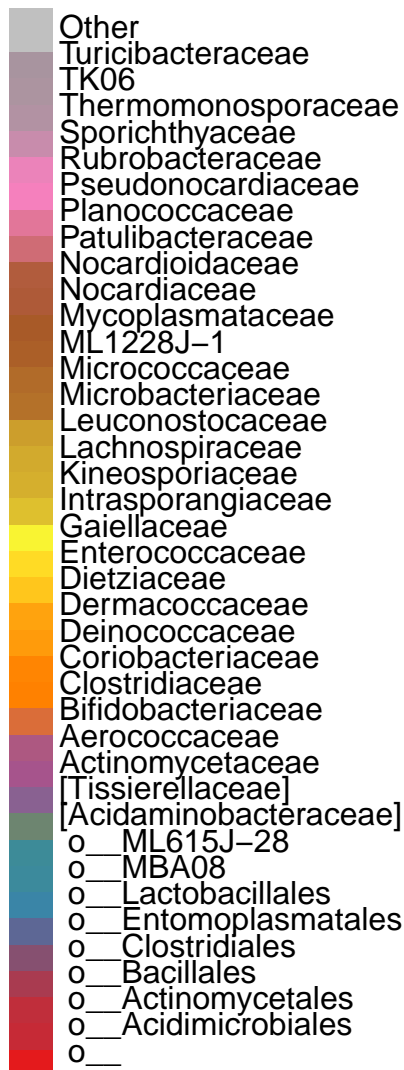 Other
Turicibacteraceae
TK06
Thermomonosporaceae
Sporichthyaceae
Rubrobacteraceae
Pseudonocardiaceae
Planococcaceae
Patulibacteraceae
Nocardioidaceae
Nocardiaceae
Mycoplasmataceae
ML1228J−1
Micrococcaceae
Microbacteriaceae
Leuconostocaceae
Lachnospiraceae
Kineosporiaceae
Intrasporangiaceae
Gaiellaceae
Enterococcaceae
Dietziaceae
Dermacoccaceae
Deinococcaceae
Coriobacteriaceae
Clostridiaceae
Bifidobacteriaceae
Aerococcaceae
Actinomycetaceae
[Tissierellaceae]
[Acidaminobacteraceae]
o__ML615J−28
o__MBA08
o__Lactobacillales
o__Entomoplasmatales
o__Clostridiales
o__Bacillales
o__Actinomycetales
o__Acidimicrobiales
o__